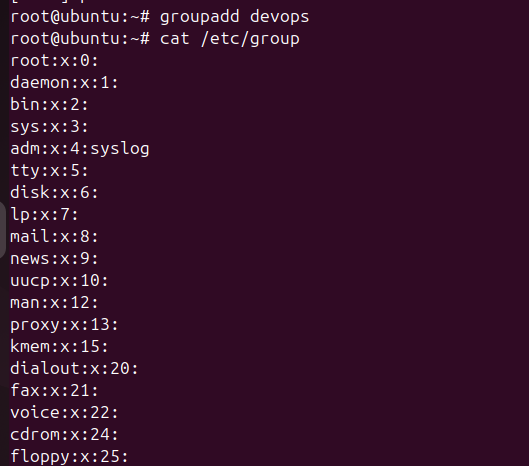 root@ubuntu:~# groupadd devops
root@ubuntu:~# cat /etc/group
root:x:0:
daemon:x:1:
bin:x:2:
sys:x:3:
adm:x:4:syslog
tty:x:5:
disk:x:6:
lp:x:7:
mail:x:8:
news:x:9:
uucp:x:10:
man:x:12:
proxy:x:13:
kmem:x:15:
dialout:x:20:
fax:x:21:
voice:x:22:
cdrom:x:24:
floppy:x:25: